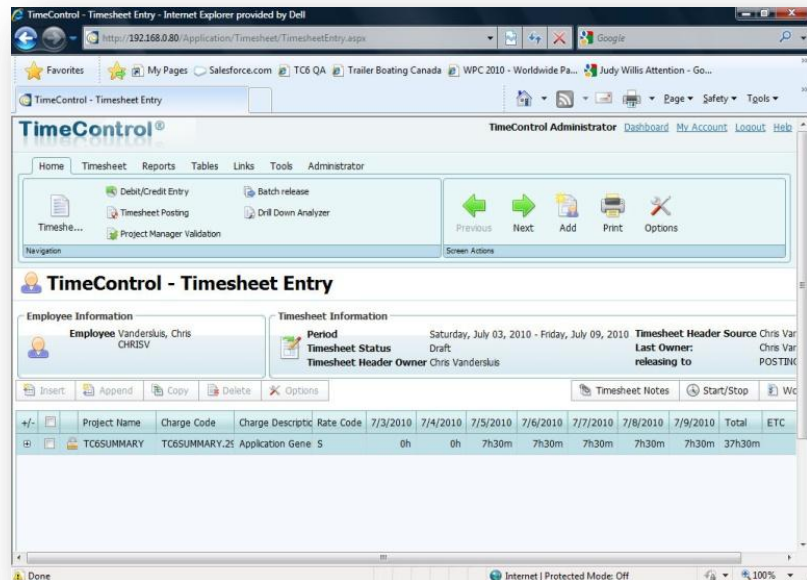 TimeControl - Timesheet Entry - Internet Explorer provided by Dell
http://192.168.0.80/Application/Timesheet/TimesheetEntry.aspx
Google
Favorites My Pages Salesforce.com TC6 QA Trailer Boating Canada WPC 2010 - Worldwide Pa... Judy Willis Attention - Go...
TimeControl - Timesheet Entry Page Safety Tools
TimeControl® TimeControl Administrator Dashboard My Account Logout Help
Home Timesheet Reports Tables Links Tools Administrator
Debit/Credit Entry Batch release
Timesheet Posting Drill Down Analyzer
Timeshe... Previous Next Add Print Options
Project Manager Validation
Navigation Screen Actions
TimeControl - Timesheet Entry
Employee Information Timesheet Information
Employee Vandersluis, Chris Period Saturday, July 03, 2010 - Friday, July 09, 2010 Timesheet Header Source Chris Var
CHRISV Timesheet Status Draft Last Owner: Chris Var
Timesheet Header Owner Chris Vandersluis releasing to POSTING
Insert Append Copy Delete Options Timesheet Notes Start/Stop Wo
+/- Project Name Charge Code Charge Descriptic Rate Code 7/3/2010 7/4/2010 7/5/2010 7/6/2010 7/7/2010 7/8/2010 7/9/2010 Total ETC
TC6SUMMARY TC6SUMMARY.29 Application Gene S 0h 0h 7h30m 7h30m 7h30m 7h30m 7h30m 37h30m
Done Internet | Protected Mode: Off 100%